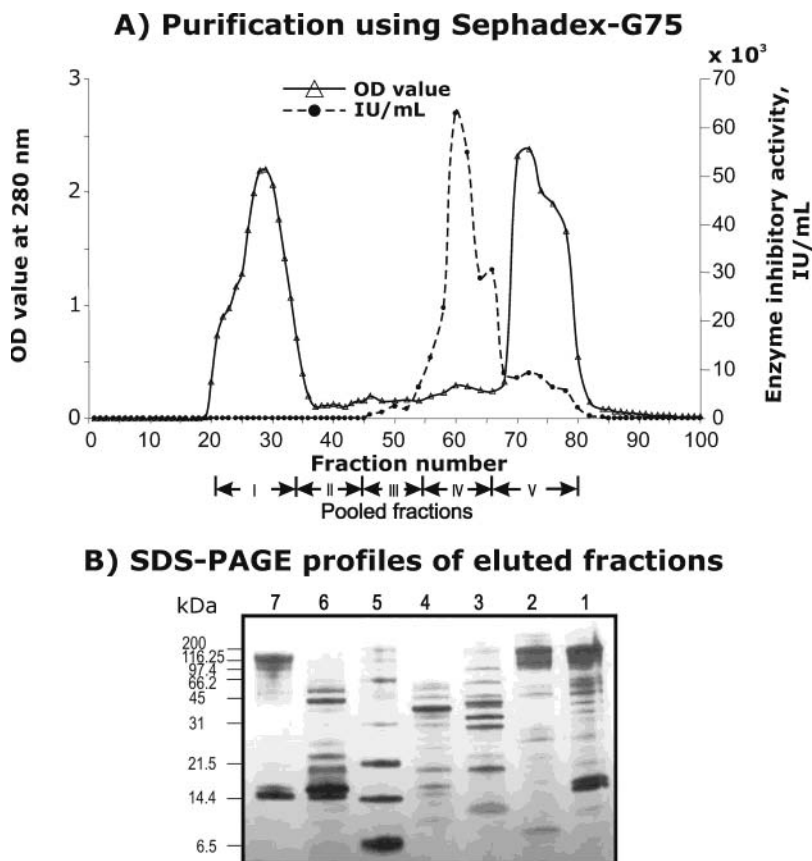 A) Purification using Sephadex-G75
x 10³
OD value
IU/mL
OD value at 280 nm
3
2
1
0
70
60
50
40
30
20
10
0
Enzyme inhibitory activity,
IU/mL
0 10 20 30 40 50 60 70 80 90 100
Fraction number
I II III IV V
Pooled fractions
B) SDS-PAGE profiles of eluted fractions
kDa 7 6 5 4 3 2 1
200
116.25
97.4
66.2
45
31
21.5
14.4
6.5